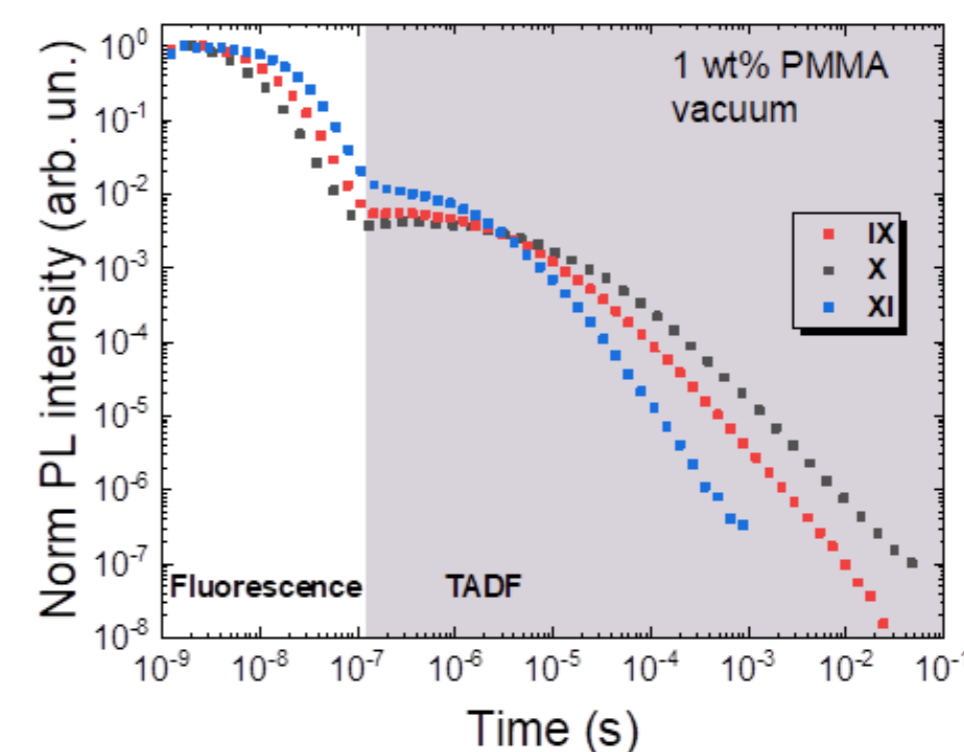 Norm PL intensity (arb. un.)
10⁰
10⁻¹
10⁻²
10⁻³
10⁻⁴
10⁻⁵
10⁻⁶
10⁻⁷
10⁻⁸
1 wt% PMMA
vacuum
IX
X
XI
Fluorescence
TADF
10⁻⁹ 10⁻⁸ 10⁻⁷ 10⁻⁶ 10⁻⁵ 10⁻⁴ 10⁻³ 10⁻² 10⁻¹
Time (s)